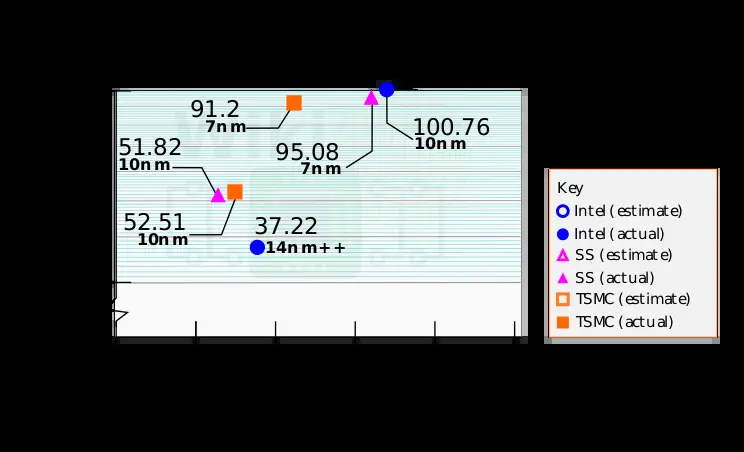 91.2
7nm
51.82
10nm
95.08
7nm
100.76
10nm
52.51
10nm
37.22
14nm++
Key
Intel (estimate)
Intel (actual)
SS (estimate)
SS (actual)
TSMC (estimate)
TSMC (actual)